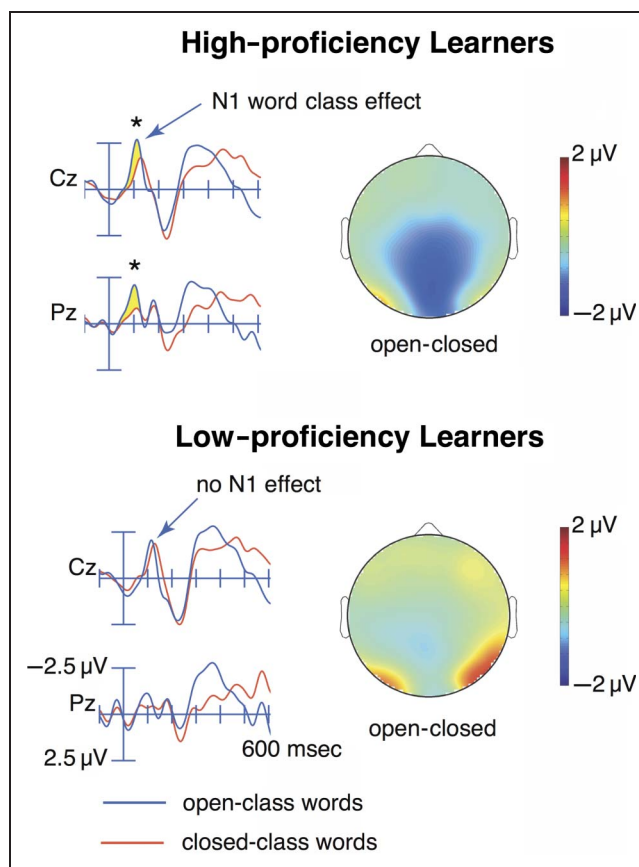 High-proficiency Learners
N1 word class effect
*
Cz
*
Pz
2 µV
−2 µV
open-closed
Low-proficiency Learners
no N1 effect
Cz
2 µV
−2 µV
open-closed
−2.5 µV
Pz
2.5 µV
600 msec
open-class words
closed-class words